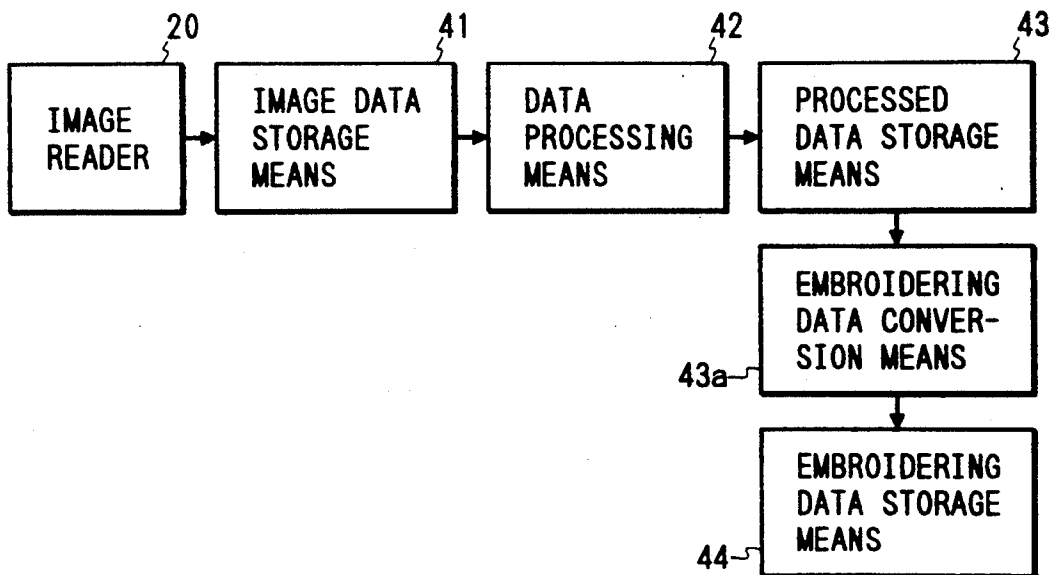 20
41
42
43
IMAGE
READER
IMAGE DATA
STORAGE
MEANS
DATA
PROCESSING
MEANS
PROCESSED
DATA STORAGE
MEANS
EMBROIDERING
DATA CONVER-
SION MEANS
43a
EMBROIDERING
DATA STORAGE
MEANS
44